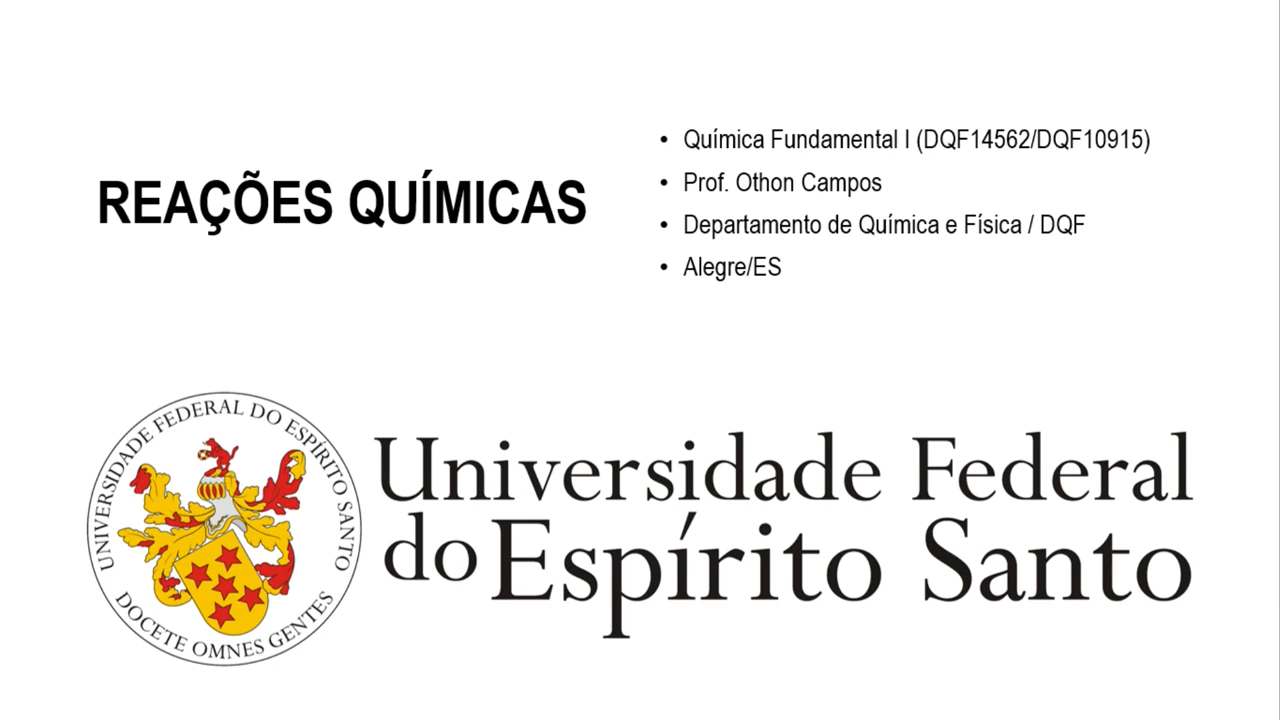 REAÇÕES QUÍMICAS
• Química Fundamental I (DQF14562/DQF10915)
• Prof. Othon Campos
• Departamento de Química e Física / DQF
• Alegre/ES
UNIVERSIDADE FEDERAL DO ESPÍRITO SANTO
DOCETE OMNES GENTES
Universidade Federal
do Espírito Santo